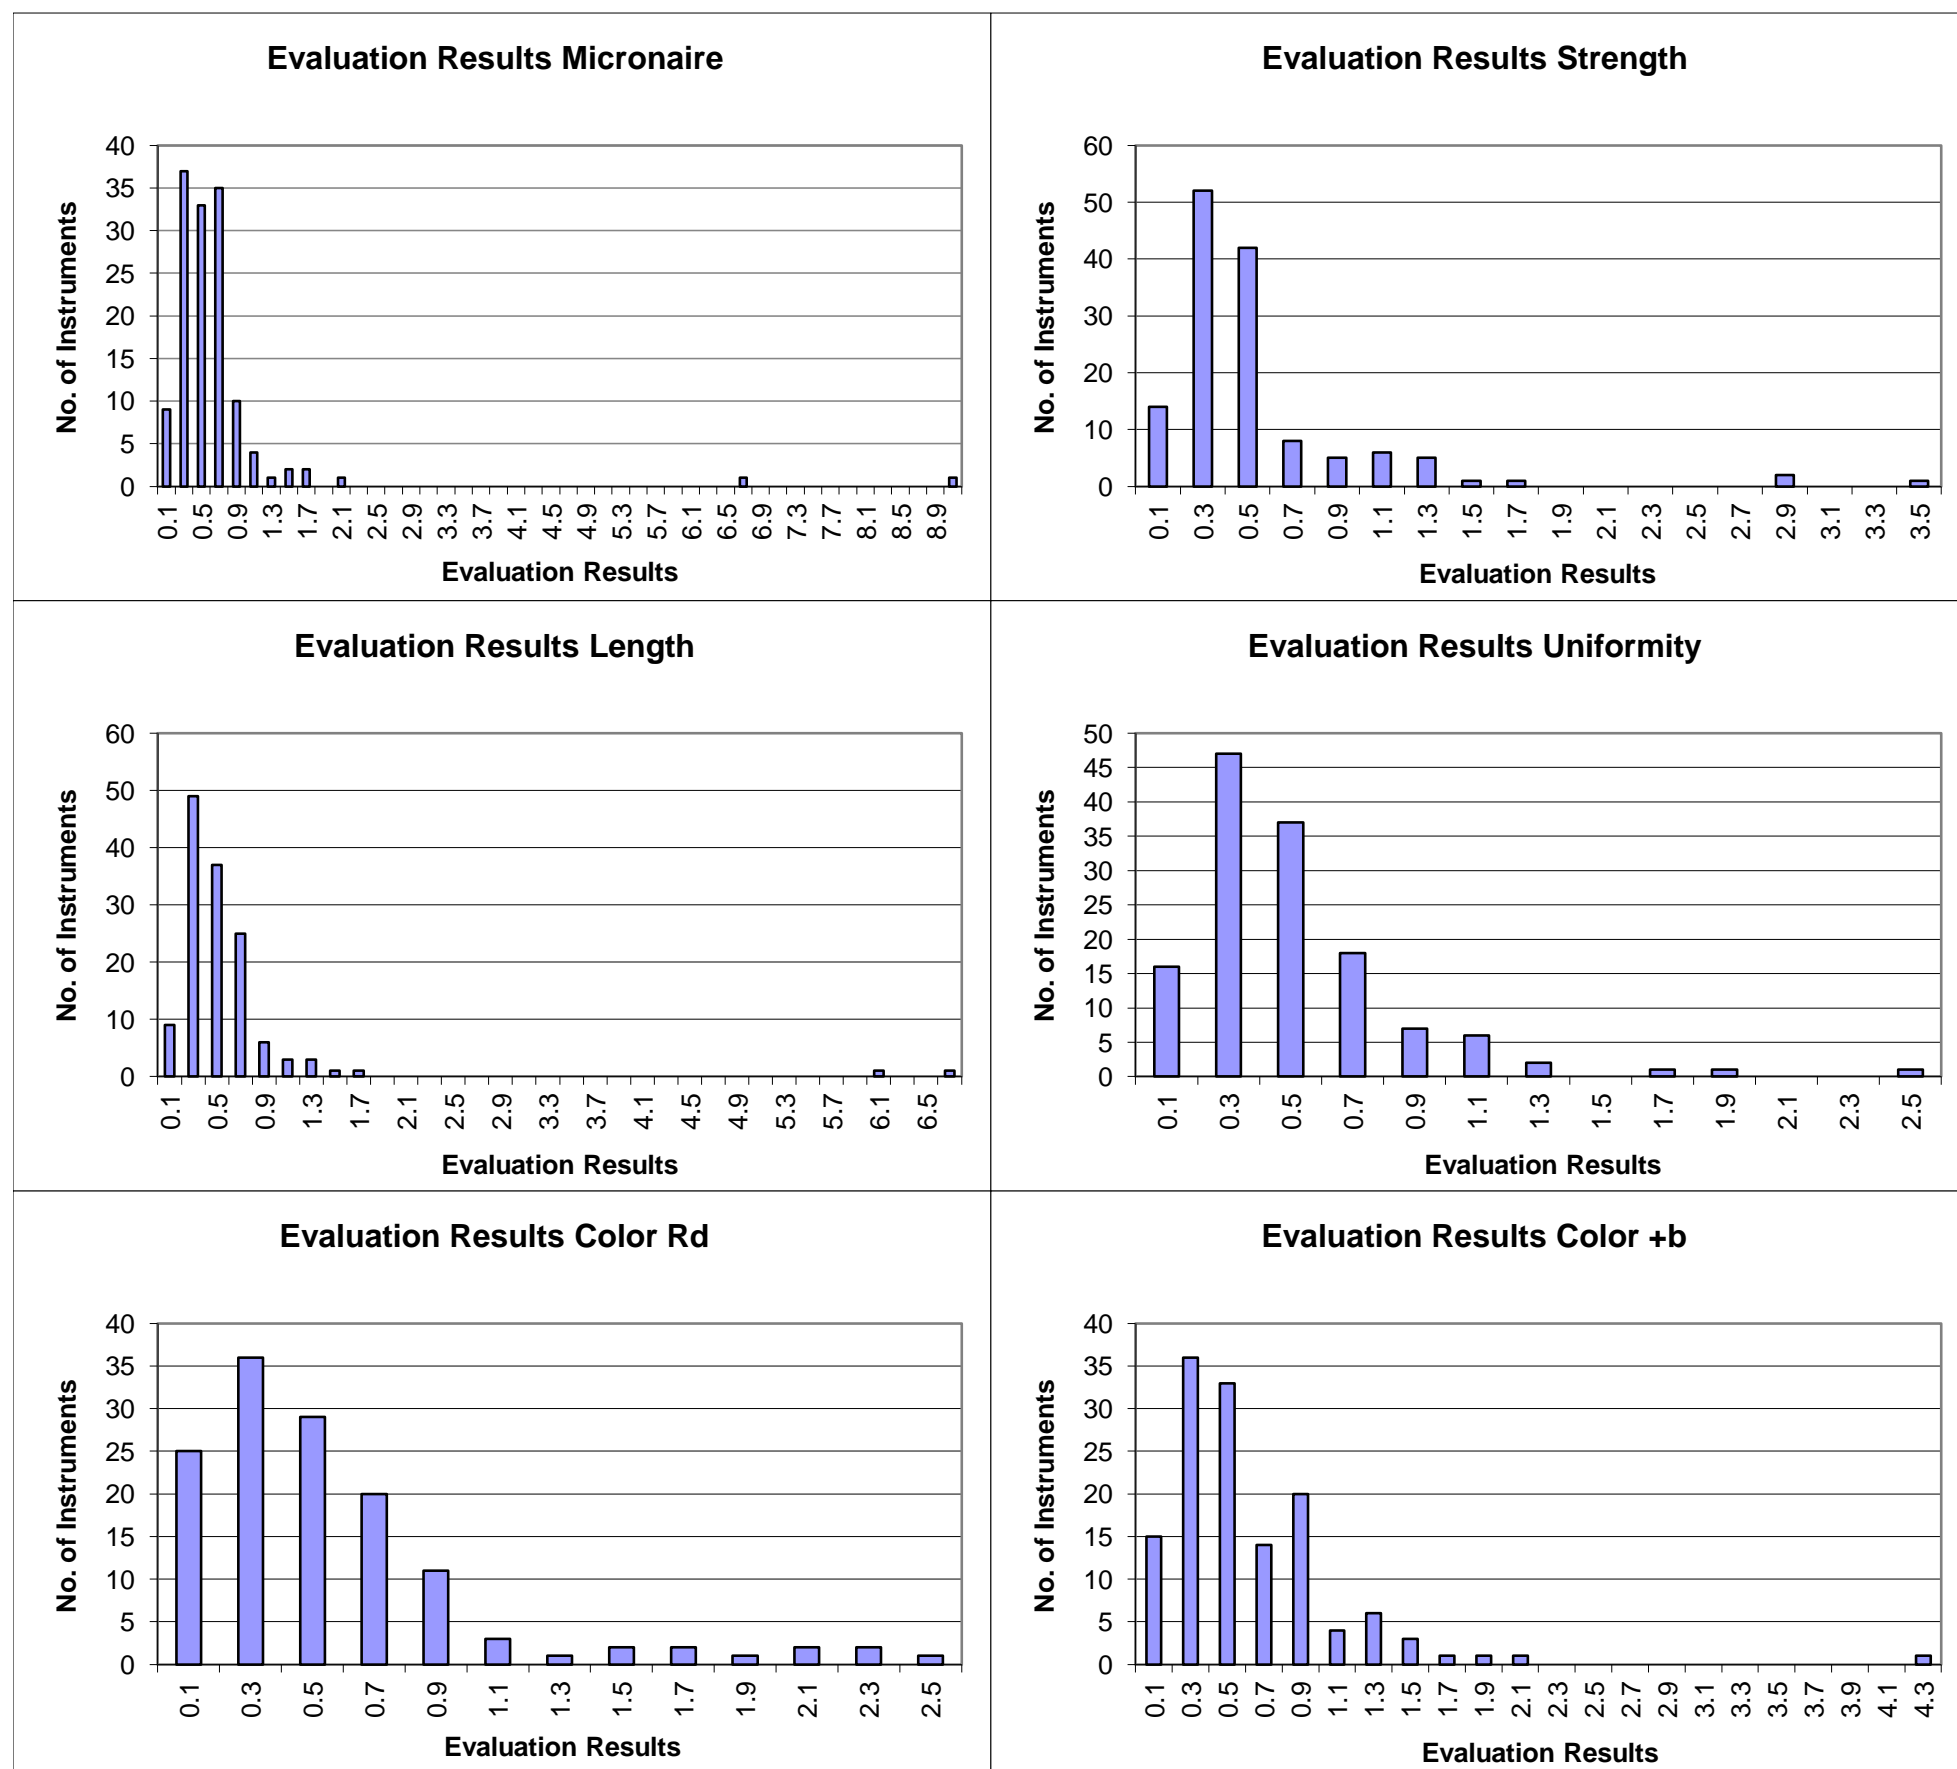 Evaluation Results Micronaire
No. of Instruments
40
35
30
25
20
15
10
5
0
0.1 0.5 0.9 1.3 1.7 2.1 2.5 2.9 3.3 3.7 4.1 4.5 4.9 5.3 5.7 6.1 6.5 6.9 7.3 7.7 8.1 8.5 8.9
Evaluation Results
Evaluation Results Strength
No. of Instruments
60
50
40
30
20
10
0
0.1 0.3 0.5 0.7 0.9 1.1 1.3 1.5 1.7 1.9 2.1 2.3 2.5 2.7 2.9 3.1 3.3 3.5
Evaluation Results
Evaluation Results Length
No. of Instruments
60
50
40
30
20
10
0
0.1 0.5 0.9 1.3 1.7 2.1 2.5 2.9 3.3 3.7 4.1 4.5 4.9 5.3 5.7 6.1 6.5
Evaluation Results
Evaluation Results Uniformity
No. of Instruments
50
45
40
35
30
25
20
15
10
5
0
0.1 0.3 0.5 0.7 0.9 1.1 1.3 1.5 1.7 1.9 2.1 2.3 2.5
Evaluation Results
Evaluation Results Color Rd
No. of Instruments
40
35
30
25
20
15
10
5
0
0.1 0.3 0.5 0.7 0.9 1.1 1.3 1.5 1.7 1.9 2.1 2.3 2.5
Evaluation Results
Evaluation Results Color +b
No. of Instruments
40
35
30
25
20
15
10
5
0
0.1 0.3 0.5 0.7 0.9 1.1 1.3 1.5 1.7 1.9 2.1 2.3 2.5 2.7 2.9 3.1 3.3 3.5 3.7 3.9 4.1 4.3
Evaluation Results